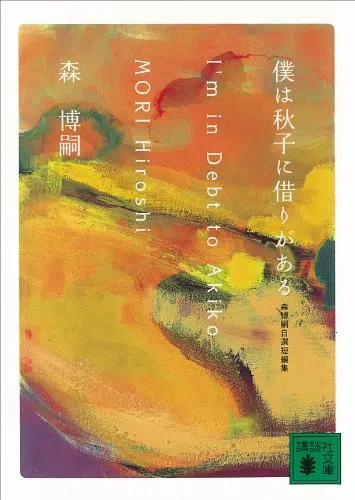 僕は秋子に借りがある
森博嗣自選短編集
I'm in Debt to Akiko
MORI Hiroshi
森 博嗣
講談社文庫